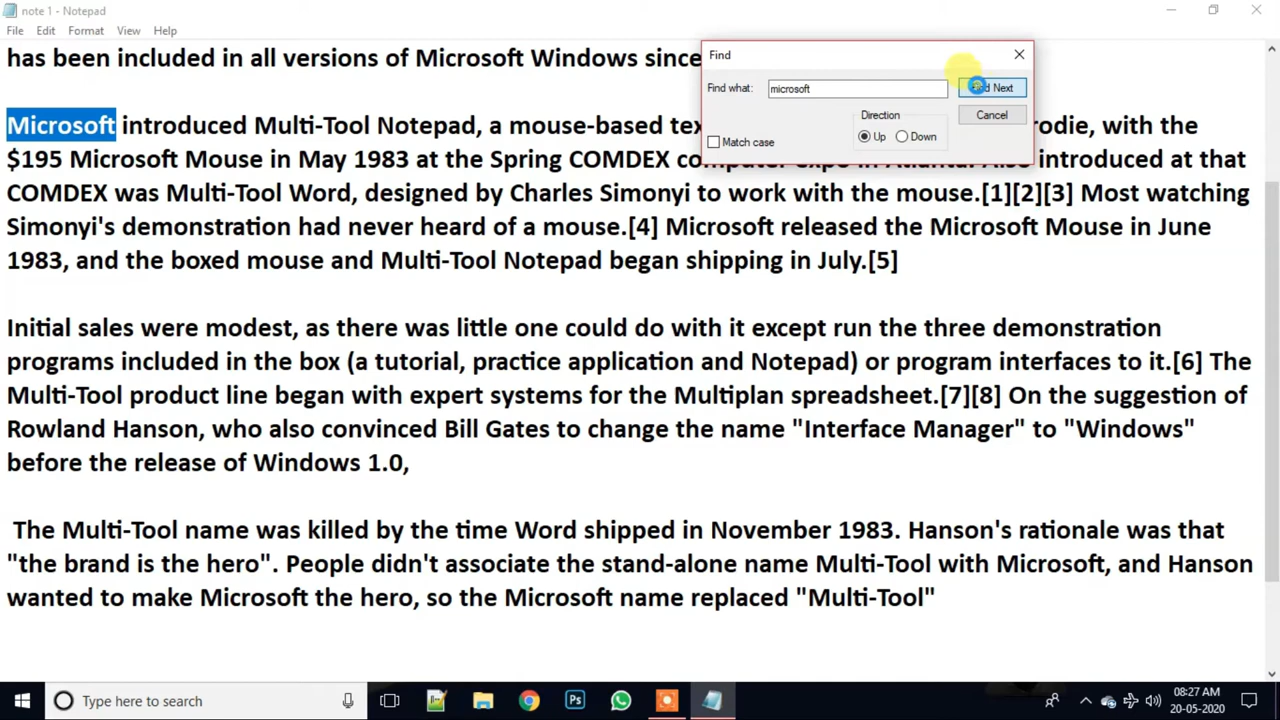 note 1 - Notepad
File Edit Format View Help
has been included in all versions of Microsoft Windows since
Find
Find what: microsoft
Next
Cancel
Direction
Up Down
Match case
Microsoft introduced Multi-Tool Notepad, a mouse-based with the
$195 Microsoft Mouse in May 1983 at the Spring COMDEX introduced at that
COMDEX was Multi-Tool Word, designed by Charles Simonyi to work with the mouse.[1][2][3] Most watching
Simonyi's demonstration had never heard of a mouse.[4] Microsoft released the Microsoft Mouse in June
1983, and the boxed mouse and Multi-Tool Notepad began shipping in July.[5]
Initial sales were modest, as there was little one could do with it except run the three demonstration
programs included in the box (a tutorial, practice application and Notepad) or program interfaces to it.[6] The
Multi-Tool product line began with expert systems for the Multiplan spreadsheet.[7][8] On the suggestion of
Rowland Hanson, who also convinced Bill Gates to change the name "Interface Manager" to "Windows"
before the release of Windows 1.0,
The Multi-Tool name was killed by the time Word shipped in November 1983. Hanson's rationale was that
"the brand is the hero". People didn't associate the stand-alone name Multi-Tool with Microsoft, and Hanson
wanted to make Microsoft the hero, so the Microsoft name replaced "Multi-Tool"
Type here to search
Ps
08:27 AM
20-05-2020